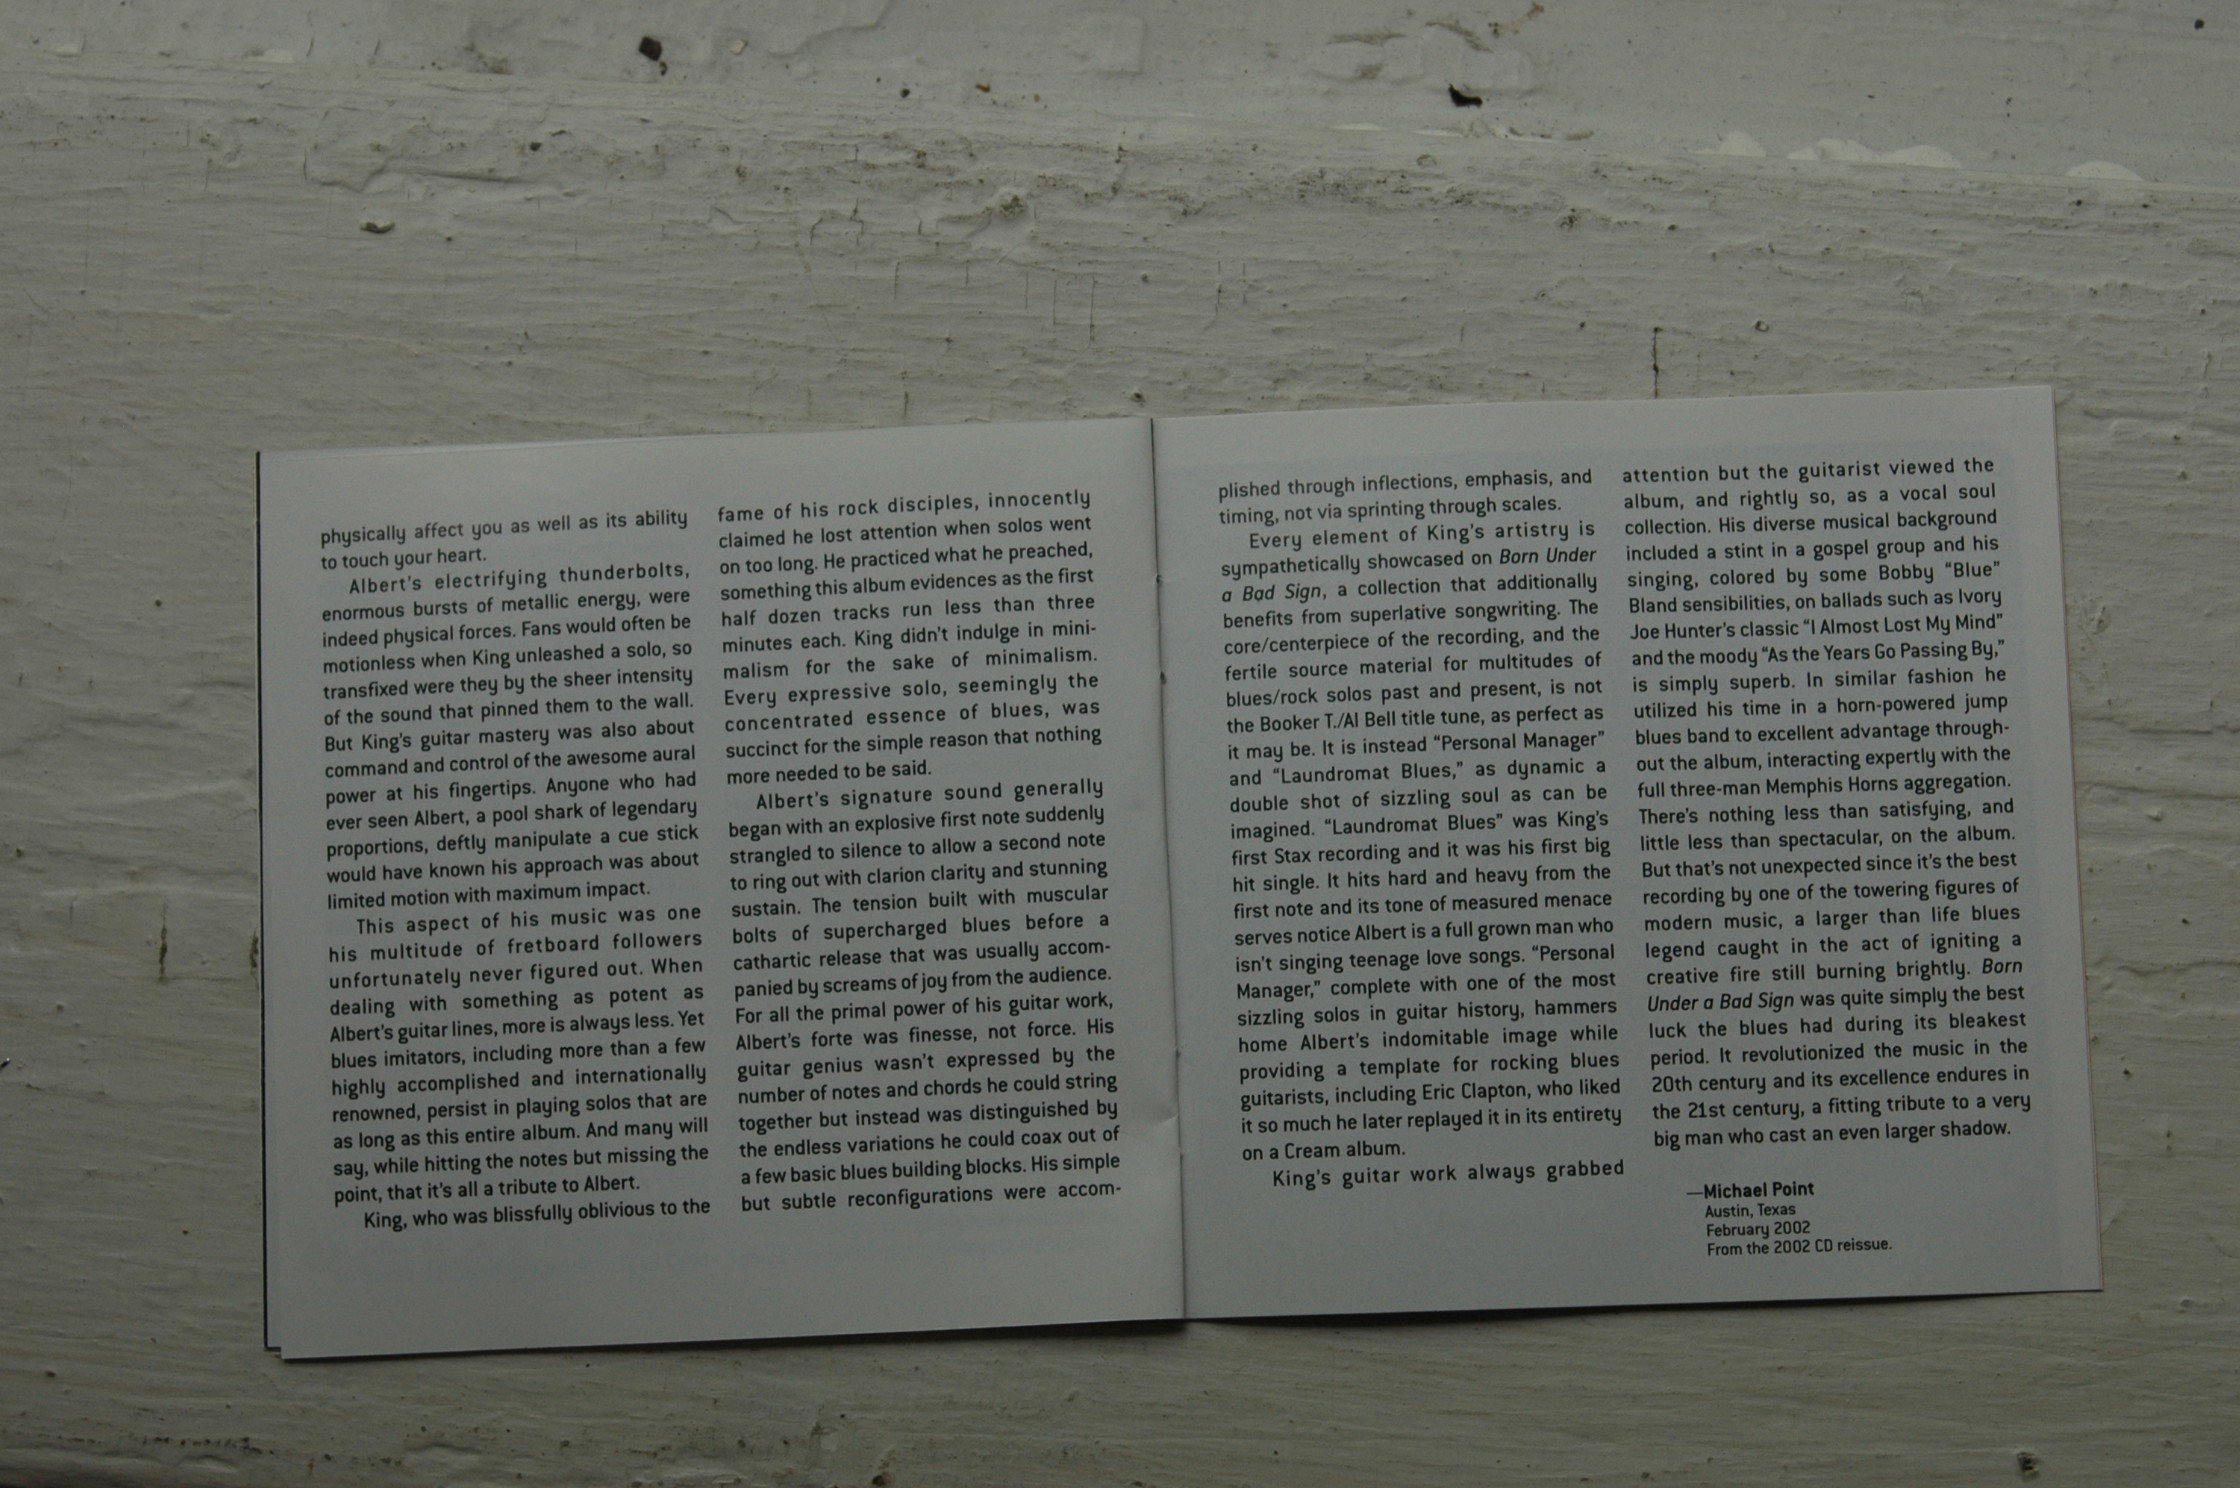 physically affect you as well as its ability
to touch your heart.
Albert's electrifying thunderbolts,
enormous bursts of metallic energy, were
indeed physical forces. Fans would often be
motionless when King unleashed a solo, so
transfixed were they by the sheer intensity
of the sound that pinned them to the wall.
But King's guitar mastery was also about
command and control of the awesome aural
power at his fingertips. Anyone who had
ever seen Albert, a pool shark of legendary
proportions, deftly manipulate a cue stick
would have known his approach was about
limited motion with maximum impact.
This aspect of his music was one
his multitude of fretboard followers
unfortunately never figured out. When
dealing with something as potent as
Albert's guitar lines, more is always less. Yet
blues imitators, including more than a few
highly accomplished and internationally
renowned, persist in playing solos that are
as long as this entire album. And many will
say, while hitting the notes but missing the
point, that it's all a tribute to Albert.
King, who was blissfully oblivious to the
fame of his rock disciples, innocently
claimed he lost attention when solos went
on too long. He practiced what he preached,
something this album evidences as the first
half dozen tracks run less than three
minutes each. King didn't indulge in mini-
malism for the sake of minimalism.
Every expressive solo, seemingly the
concentrated essence of blues, was
succinct for the simple reason that nothing
more needed to be said.
Albert's signature sound generally
began with an explosive first note suddenly
strangled to silence to allow a second note
to ring out with clarion clarity and stunning
sustain. The tension built with muscular
bolts of supercharged blues before a
cathartic release that was usually accom-
panied by screams of joy from the audience.
For all the primal power of his guitar work,
Albert's forte was finesse, not force. His
guitar genius wasn't expressed by the
number of notes and chords he could string
together but instead was distinguished by
the endless variations he could coax out of
a few basic blues building blocks. His simple
but subtle reconfigurations were accom-
plished through inflections, emphasis, and
timing, not via sprinting through scales.
Every element of King's artistry is
sympathetically showcased on Born Under
a Bad Sign, a collection that additionally
benefits from superlative songwriting. The
core/centerpiece of the recording, and the
fertile source material for multitudes of
blues/rock solos past and present, is not
the Booker T./Al Bell title tune, as perfect as
it may be. It is instead "Personal Manager"
and "Laundromat Blues," as dynamic a
double shot of sizzling soul as can be
imagined. "Laundromat Blues" was King's
first Stax recording and it was his first big
hit single. It hits hard and heavy from the
first note and its tone of measured menace
serves notice Albert is a full grown man who
isn't singing teenage love songs. "Personal
Manager," complete with one of the most
sizzling solos in guitar history, hammers
home Albert's indomitable image while
providing a template for rocking blues
guitarists, including Eric Clapton, who liked
it so much he later replayed it in its entirety
on a Cream album.
King's guitar work always grabbed
attention but the guitarist viewed the
album, and rightly so, as a vocal soul
collection. His diverse musical background
included a stint in a gospel group and his
singing, colored by some Bobby "Blue"
Bland sensibilities, on ballads such as Ivory
Joe Hunter's classic "I Almost Lost My Mind"
and the moody "As the Years Go Passing By,"
is simply superb. In similar fashion he
utilized his time in a horn-powered jump
blues band to excellent advantage through-
out the album, interacting expertly with the
full three-man Memphis Horns aggregation.
There's nothing less than satisfying, and
little less than spectacular, on the album.
But that's not unexpected since it's the best
recording by one of the towering figures of
modern music, a larger than life blues
legend caught in the act of igniting a
creative fire still burning brightly. Born
Under a Bad Sign was quite simply the best
luck the blues had during its bleakest
period. It revolutionized the music in the
20th century and its excellence endures in
the 21st century, a fitting tribute to a very
big man who cast an even larger shadow.
—Michael Point
Austin, Texas
February 2002
From the 2002 CD reissue.